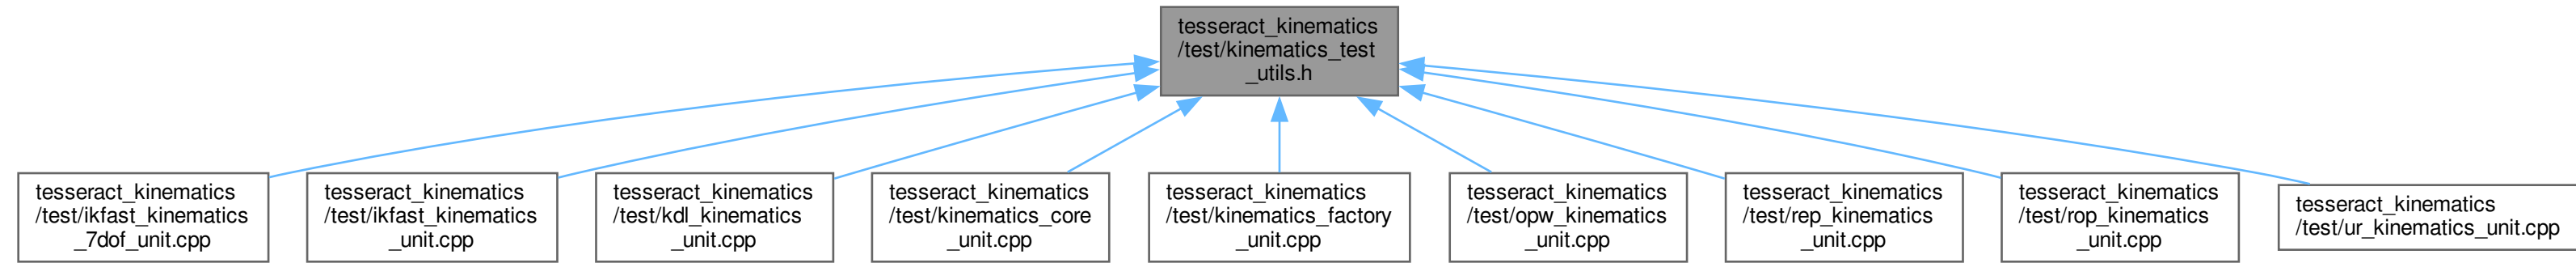 tesseract_kinematics
/test/kinematics_test
_utils.h
tesseract_kinematics
/test/ikfast_kinematics
_7dof_unit.cpp
tesseract_kinematics
/test/ikfast_kinematics
_unit.cpp
tesseract_kinematics
/test/kdl_kinematics
_unit.cpp
tesseract_kinematics
/test/kinematics_core
_unit.cpp
tesseract_kinematics
/test/kinematics_factory
_unit.cpp
tesseract_kinematics
/test/opw_kinematics
_unit.cpp
tesseract_kinematics
/test/rep_kinematics
_unit.cpp
tesseract_kinematics
/test/rop_kinematics
_unit.cpp
tesseract_kinematics
/test/ur_kinematics_unit.cpp